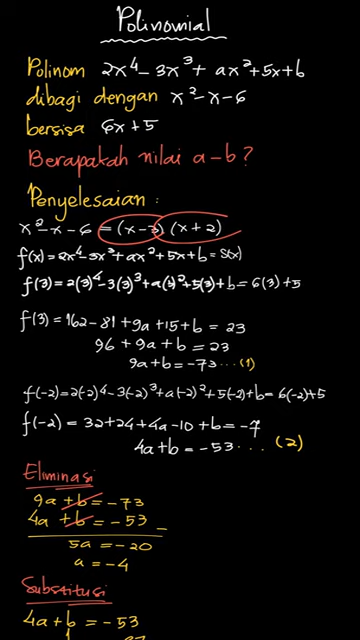 Polinomial
Polinom 2x⁴ - 3x³ + ax² + 5x + b
dibagi dengan x² - x - 6
bersisa 6x + 5
Berapakah nilai a - b?
Penyelesaian :
x² - x - 6 = (x - 3) (x + 2)
f(x) = 2x⁴ - 3x³ + ax² + 5x + b = S(x)
f(3) = 2(3)⁴ - 3(3)³ + a(3)² + 5(3) + b = 6(3) + 5
f(3) = 162 - 81 + 9a + 15 + b = 23
96 + 9a + b = 23
9a + b = -73 ... (1)
f(-2) = 2(-2)⁴ - 3(-2)³ + a(-2)² + 5(-2) + b = 6(-2) + 5
f(-2) = 32 + 24 + 4a - 10 + b = -7
4a + b = -53 ... (2)
Eliminasi
9a + b = -73
4a + b = -53 -
5a = -20
a = -4
Substitusi
4a + b = -53